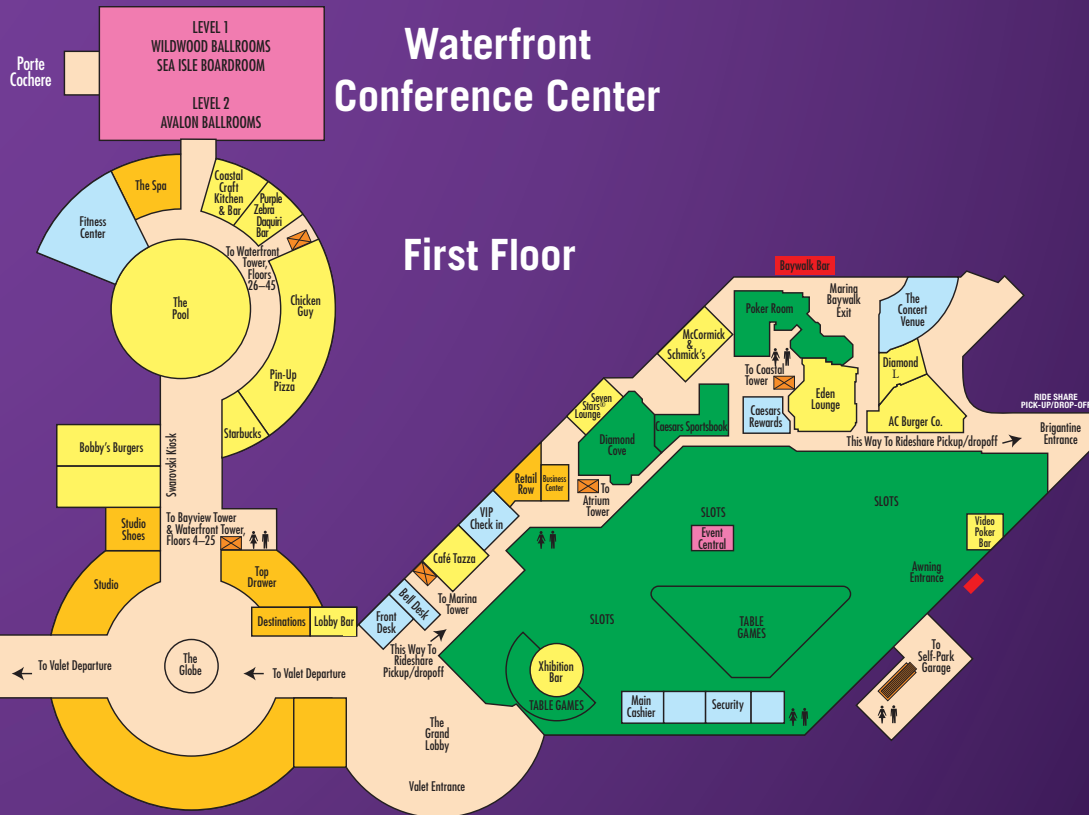 Waterfront
Conference Center
First Floor
LEVEL 1
WILDWOOD BALLROOMS
SEA ISLE BOARDROOM
LEVEL 2
AVALON BALLROOMS
Porte
Cochere
The Spa
Coastal
Craft
Kitchen
& Bar
Purple
Zebra
Daquiri
Bar
Fitness
Center
To Waterfront
Tower,
Floors
26–45
The
Pool
Chicken
Guy
Pin-Up
Pizza
Starbucks
Bobby's Burgers
Swarovski Kiosk
Studio
Shoes
To Bayview Tower
& Waterfront Tower,
Floors 4–25
Studio
Top
Drawer
Destinations
Lobby Bar
The
Globe
To Valet Departure
To Valet Departure
Front
Desk
Bell Desk
This Way To
Rideshare
Pickup/dropoff
To Marina
Tower
Café Tazza
VIP
Check in
Retail
Row
Business
Center
To
Atrium
Tower
Seven
Stars®
Lounge
Diamond
Cove
Caesars Sportsbook
McCormick
&
Schmick's
Baywalk Bar
Poker Room
Maring
Baywalk
Exit
The
Concert
Venue
To Coastal
Tower
Caesars
Rewards
Eden
Lounge
Diamond
L
AC Burger Co.
This Way To Rideshare Pickup/dropoff
RIDE SHARE
PICK-UP/DROP-OFF
Brigantine
Entrance
SLOTS
SLOTS
Event
Central
Video
Poker
Bar
Awning
Entrance
SLOTS
TABLE
GAMES
Xhibition
Bar
TABLE GAMES
Main
Cashier
Security
To
Self-Park
Garage
The
Grand
Lobby
Valet Entrance